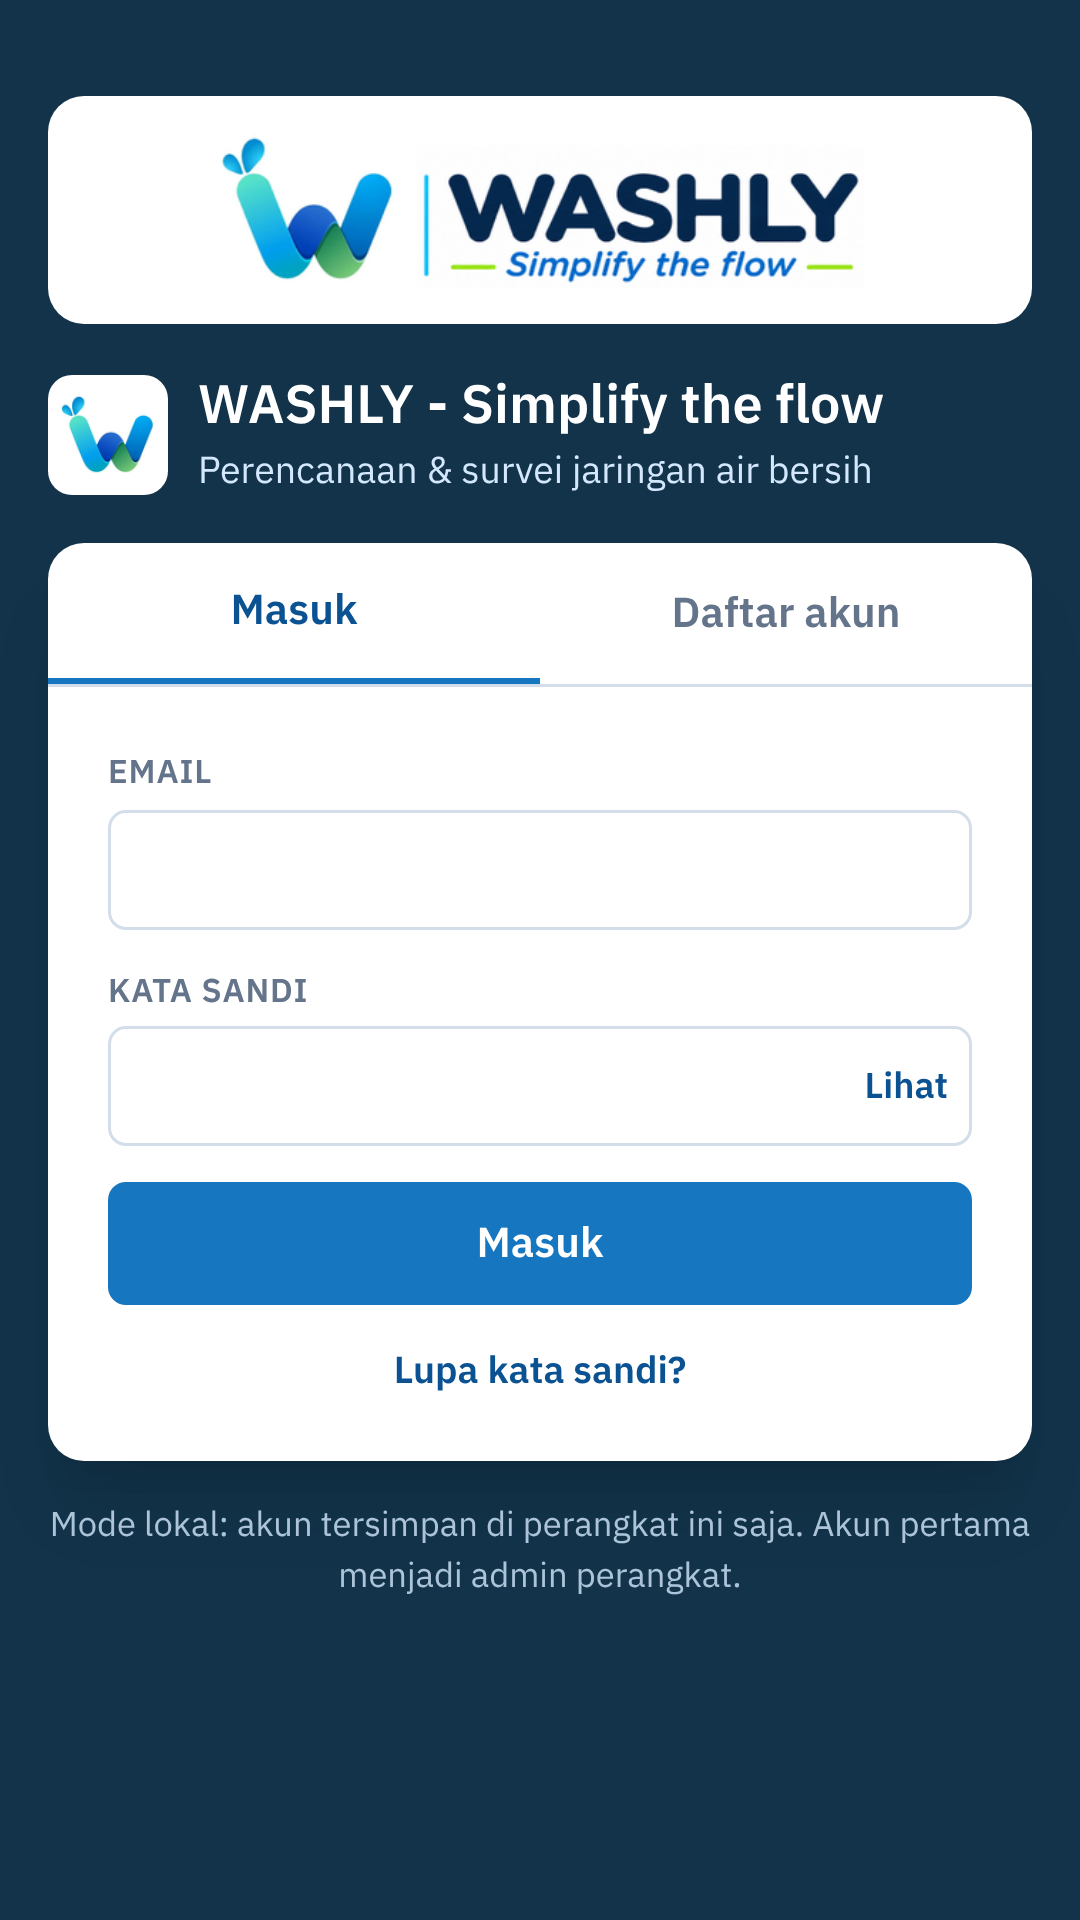 WASHLY
Simplify the flow
WASHLY - Simplify the flow
Perencanaan & survei jaringan air bersih
Masuk
Daftar akun
EMAIL
KATA SANDI
Lihat
Masuk
Lupa kata sandi?
Mode lokal: akun tersimpan di perangkat ini saja. Akun pertama
menjadi admin perangkat.